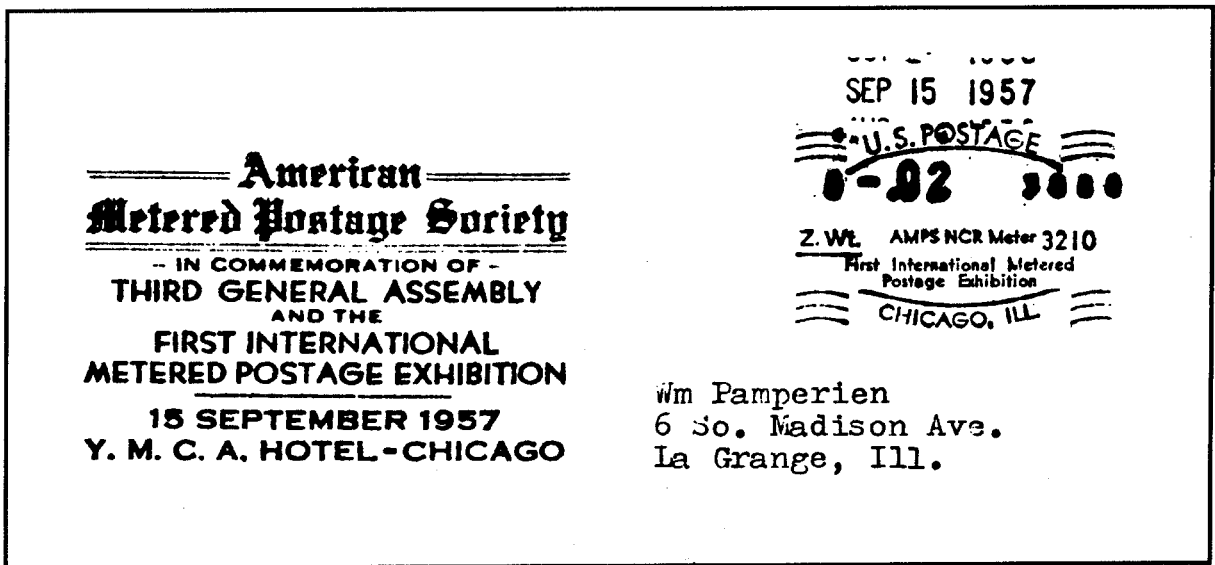 American
Metered Postage Society
- IN COMMEMORATION OF -
THIRD GENERAL ASSEMBLY
AND THE
FIRST INTERNATIONAL
METERED POSTAGE EXHIBITION
15 SEPTEMBER 1957
Y. M. C. A. HOTEL-CHICAGO
SEP 15 1957
U.S. POSTAGE
-.02
Z. Wt. AMPS NCR Meter 3210
First International Metered
Postage Exhibition
CHICAGO, ILL
Wm Pamperien
6 So. Madison Ave.
La Grange, Ill.